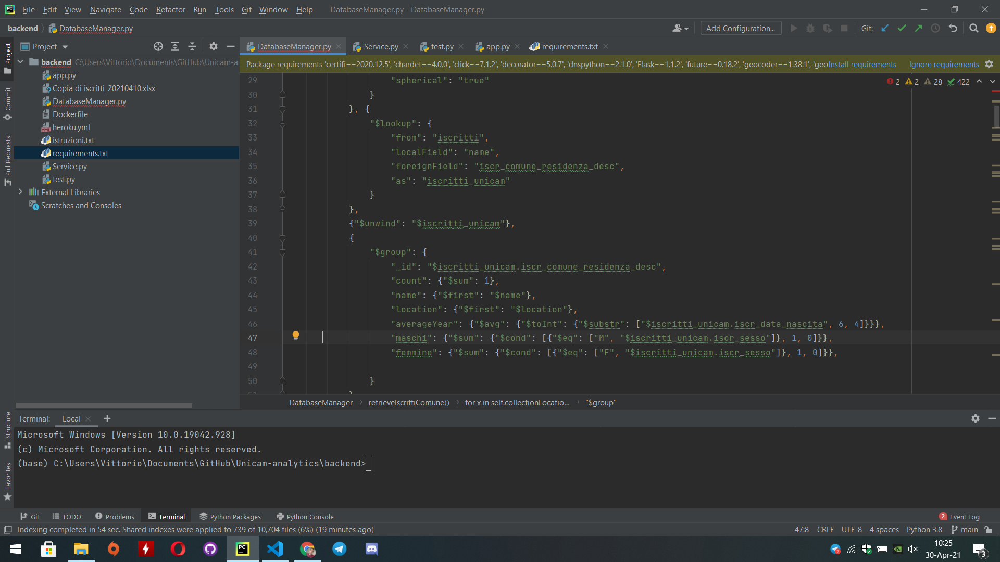 PC File Edit View Navigate Code Refactor Run Tools Git Window Help DatabaseManager.py - DatabaseManager.py
backend DatabaseManager.py Add Configuration... Git:
Project
DatabaseManager.py Service.py test.py app.py requirements.txt
backend C:\Users\Vittorio\Documents\GitHub\Unicam-an
Package requirements 'certifi==2020.12.5', 'chardet==4.0.0', 'click==7.1.2', 'decorator==5.0.7', 'dnspython==2.1.0', 'Flask==1.1.2', 'future==0.18.2', 'geocoder==1.38.1', 'geo Install requirements Ignore requirements
2 2 28 422
app.py
Copia di iscritti_20210410.xlsx
DatabaseManager.py
Dockerfile
heroku.yml
istruzioni.txt
requirements.txt
Service.py
test.py
External Libraries
Scratches and Consoles
Project
Commit
Pull Requests
Structure
Favorites
29 "spherical": "true"
30 }
31 }, {
32 "$lookup": {
33 "from": "iscritti",
34 "localField": "name",
35 "foreignField": "iscr_comune_residenza_desc",
36 "as": "iscritti_unicam"
37 }
38 },
39 {"$unwind": "$iscritti_unicam"},
40 {
41 "$group": {
42 "_id": "$iscritti_unicam.iscr_comune_residenza_desc",
43 "count": {"$sum": 1},
44 "name": {"$first": "$name"},
45 "location": {"$first": "$location"},
46 "averageYear": {"$avg": {"$toInt": {"$substr": ["$iscritti_unicam.iscr_data_nascita", 6, 4]}}},
47 "maschi": {"$sum": {"$cond": [{"$eq": ["M", "$iscritti_unicam.iscr_sesso"]}, 1, 0]}},
48 "femmine": {"$sum": {"$cond": [{"$eq": ["F", "$iscritti_unicam.iscr_sesso"]}, 1, 0]}},
49
50 }
DatabaseManager retrieveIscrittiComune() for x in self.collectionLocatio... "$group"
Terminal: Local
Microsoft Windows [Version 10.0.19042.928]
(c) Microsoft Corporation. All rights reserved.
(base) C:\Users\Vittorio\Documents\GitHub\Unicam-analytics\backend>
Git TODO Problems Terminal Python Packages Python Console 2 Event Log
Indexing completed in 54 sec. Shared indexes were applied to 739 of 10,704 files (6%) (19 minutes ago) 47:8 CRLF UTF-8 4 spaces Python 3.8 main
PC
10:25
30-Apr-21
3